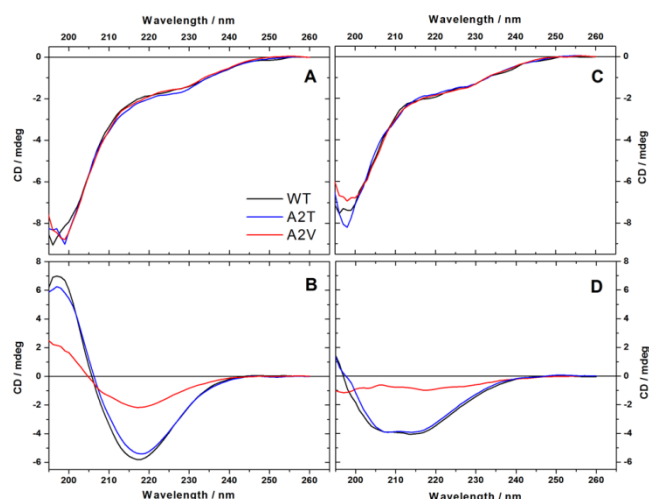 Wavelength / nm Wavelength / nm
200 210 220 230 240 250 260 200 210 220 230 240 250 260
0 A C 0
-2 -2
CD / mdeg -4 -4 CD / mdeg
-6 WT -6
A2T
-8 A2V -8
8
6 B D 6
4 4
CD / mdeg 2 2 CD / mdeg
0 0
-2 -2
-4 -4
-6 -6
200 210 220 230 240 250 260 200 210 220 230 240 250 260
Wavelength / nm Wavelength / nm